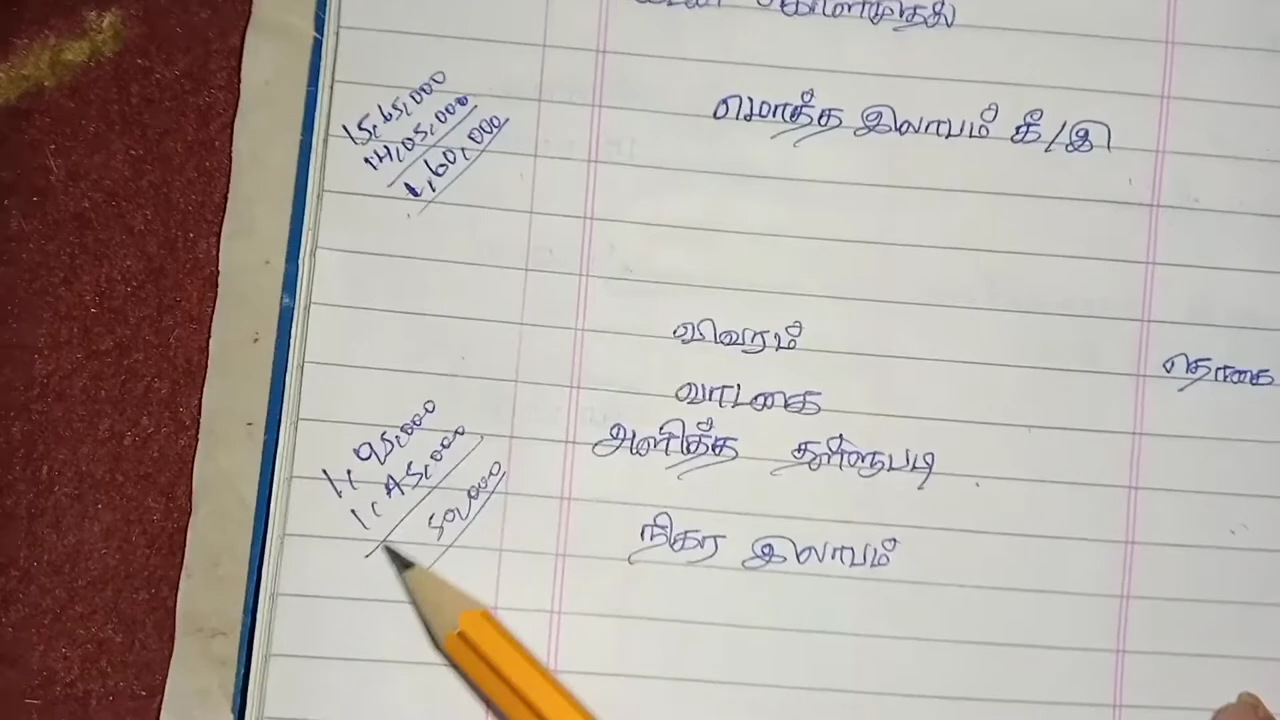 மொத்த இலாபம் கீ/இ
15,65,000
14,05,000
1,60,000
விவரம்
தொகை
வாடகை
அளித்த தள்ளுபடி
நிகர இலாபம்
1,95,000
1,45,000
50,000